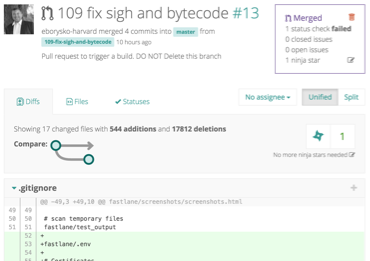 109 fix sigh and bytecode #13
eborysko-harvard merged 4 commits into master from
109-fix-sigh-and-bytecode 10 hours ago
Pull request to trigger a build. DO NOT Delete this branch
Merged
1 status check failed
0 closed issues
0 open issues
1 ninja star
Diffs Files Statuses
No assignee Unified Split
Showing 17 changed files with 544 additions and 17812 deletions
Compare:
1
No more ninja stars needed
.gitignore
@@ -49,3 +49,10 @@ fastlane/screenshots/screenshots.html
49 49
50 50 # scan temporary files
51 51 fastlane/test_output
52 +
53 +fastlane/.env
54 +
+# Certificates